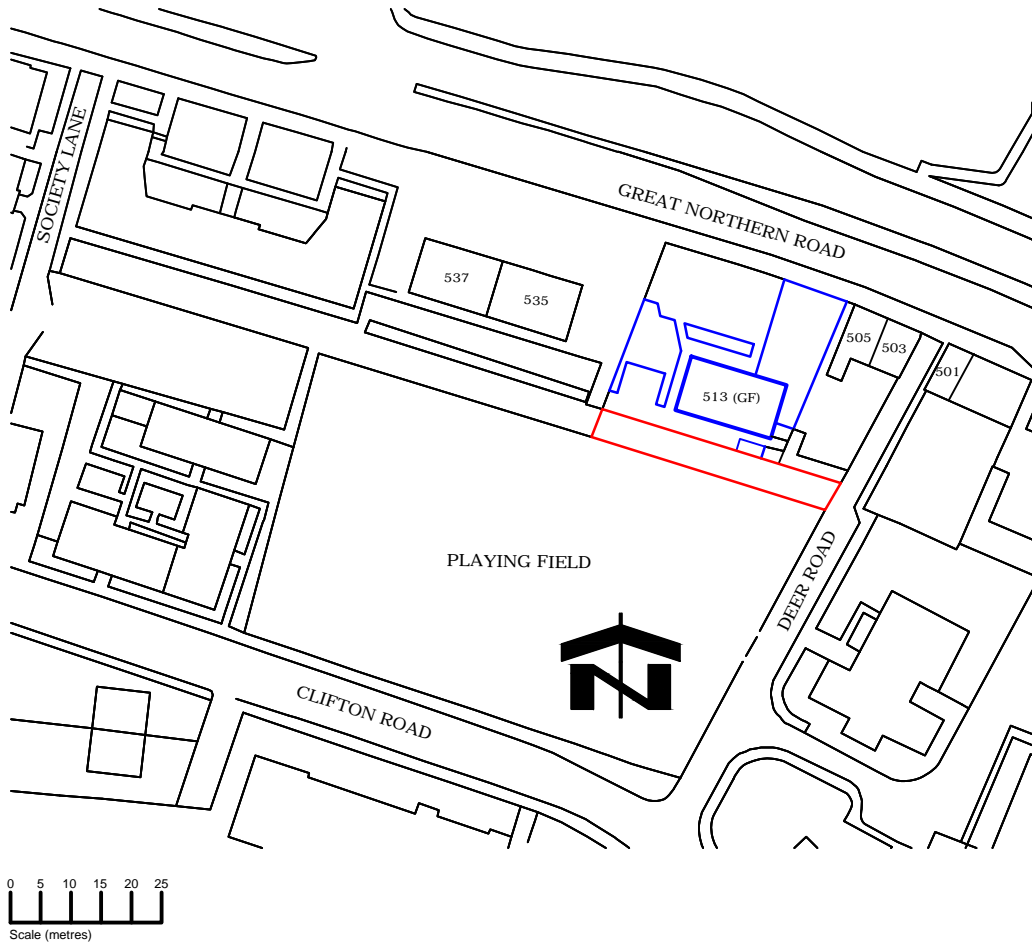 SOCIETY LANE
GREAT NORTHERN ROAD
537
535
505
503
501
513 (GF)
PLAYING FIELD
DEER ROAD
N
CLIFTON ROAD
0 5 10 15 20 25
Scale (metres)